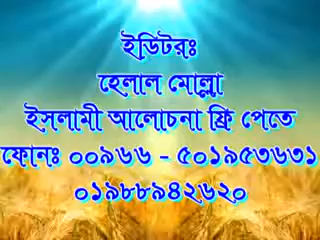 ইডিটরঃ
হেলাল মোল্লা
ইসলামী আলোচনা ফ্রি পেতে
ফোনঃ ০০৯৬৬ - ৫০১৯৫৩৬৩১
০১৯৮৮৯৪২৬২০